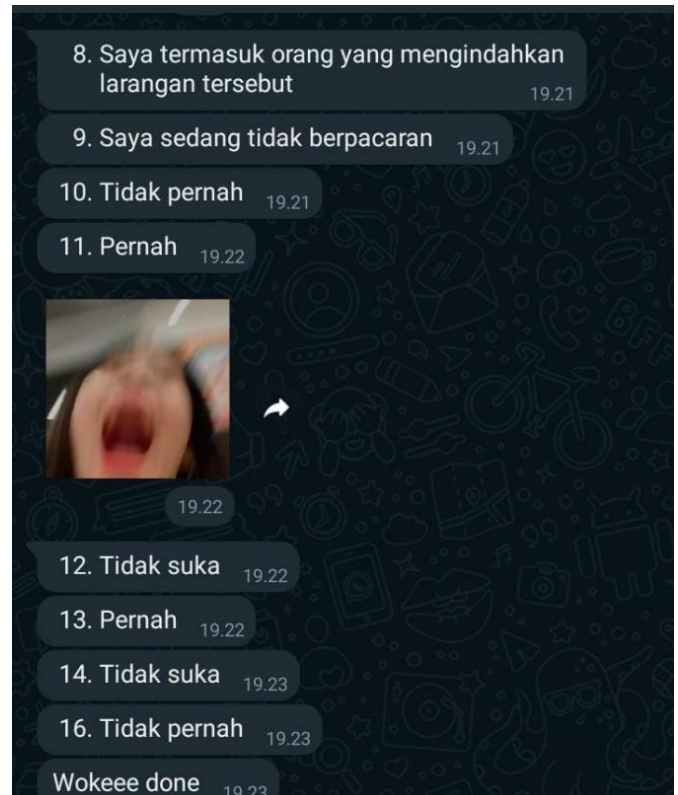 8. Saya termasuk orang yang mengindahkan
larangan tersebut
19.21
9. Saya sedang tidak berpacaran 19.21
10. Tidak pernah 19.21
11. Pernah 19.22
19.22
12. Tidak suka 19.22
13. Pernah 19.22
14. Tidak suka 19.23
16. Tidak pernah 19.23
Wokeee done 19.23